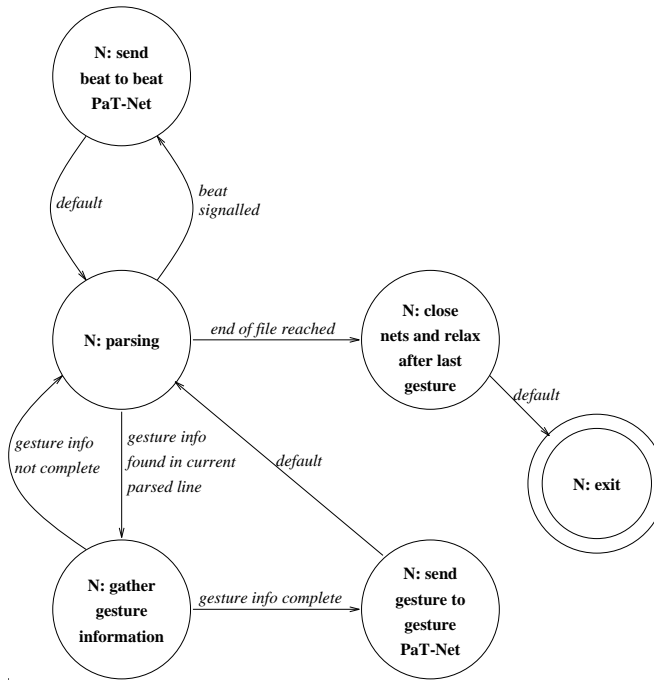 N: send
beat to beat
PaT-Net
default
beat
signalled
N: parsing
end of file reached
N: close
nets and relax
after last
gesture
default
gesture info
not complete
gesture info
found in current
parsed line
default
N: exit
N: gather
gesture
information
gesture info complete
N: send
gesture to
gesture
PaT-Net